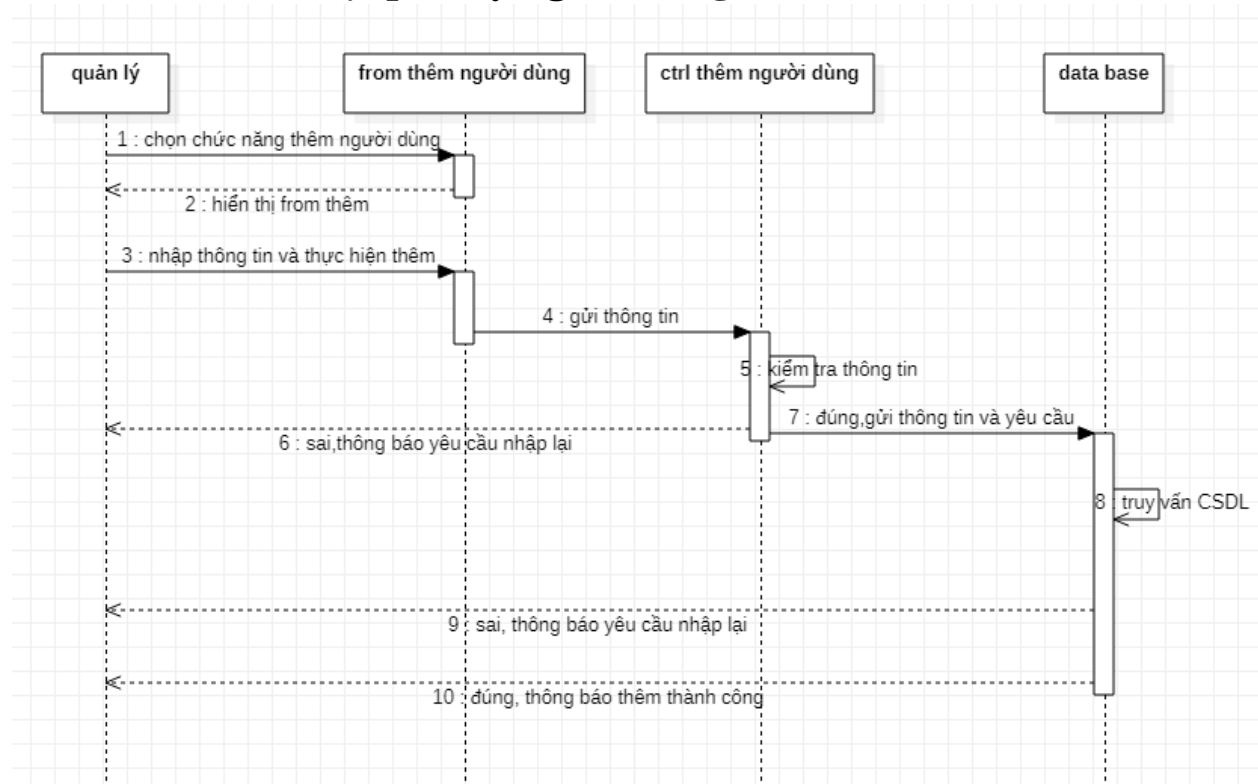 quản lý
from thêm người dùng
ctrl thêm người dùng
data base
1 : chọn chức năng thêm người dùng
2 : hiển thị from thêm
3 : nhập thông tin và thực hiện thêm
4 : gửi thông tin
5 : kiểm tra thông tin
7 : đúng,gửi thông tin và yêu cầu
6 : sai,thông báo yêu cầu nhập lại
8 : truy vấn CSDL
9 : sai, thông báo yêu cầu nhập lại
10 : đúng, thông báo thêm thành công